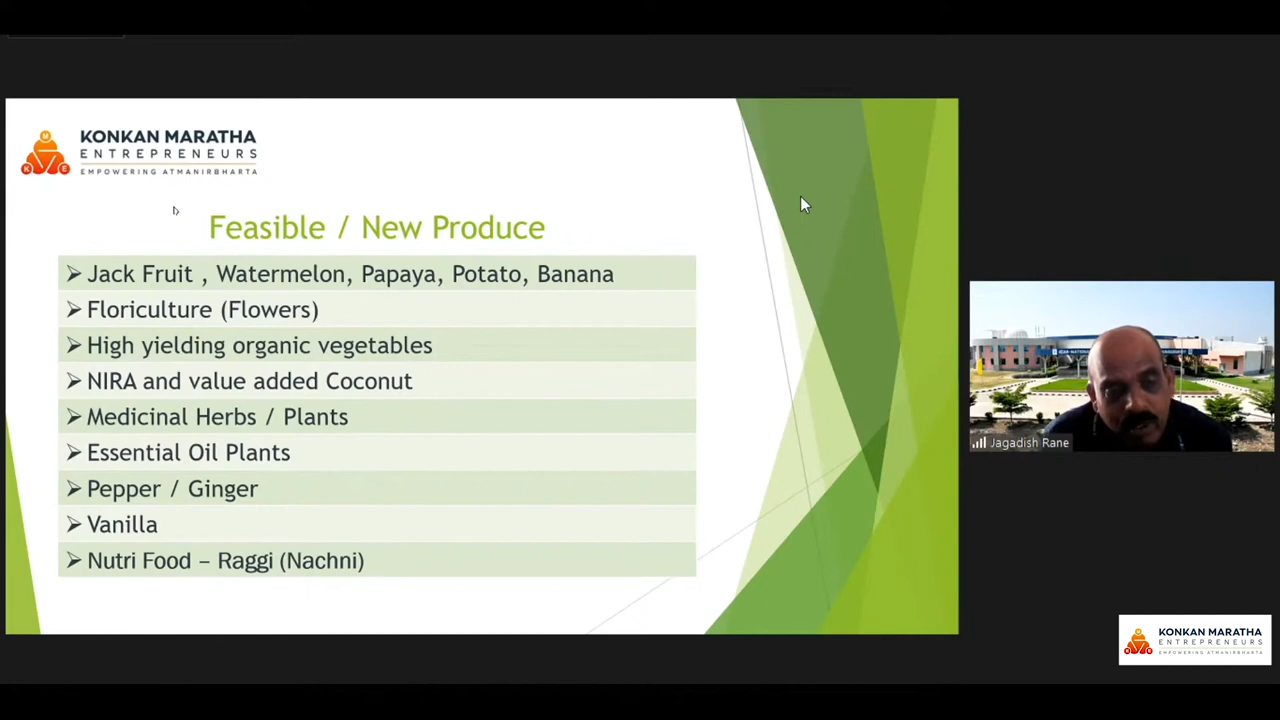 KONKAN MARATHA
ENTREPRENEURS
EMPOWERING ATMANIRBHARTA
Feasible / New Produce
Jack Fruit , Watermelon, Papaya, Potato, Banana
Floriculture (Flowers)
High yielding organic vegetables
NIRA and value added Coconut
Medicinal Herbs / Plants
Essential Oil Plants
Pepper / Ginger
Vanilla
Nutri Food – Raggi (Nachni)
Jagadish Rane
KONKAN MARATHA
ENTREPRENEURS
EMPOWERING ATMANIRBHARTA